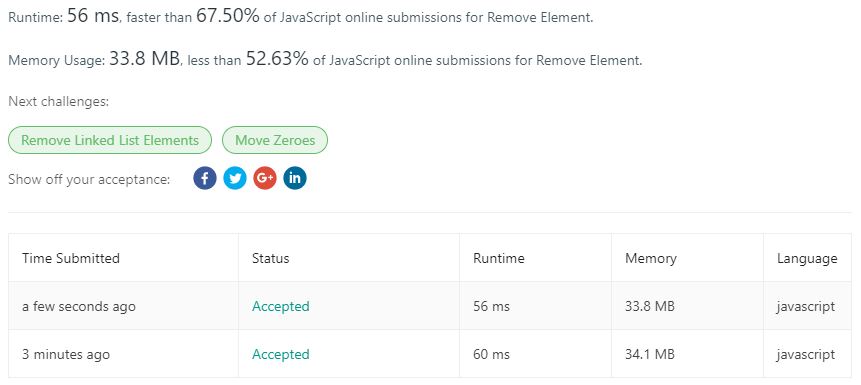 Runtime: 56 ms, faster than 67.50% of JavaScript online submissions for Remove Element.
Memory Usage: 33.8 MB, less than 52.63% of JavaScript online submissions for Remove Element.
Next challenges:
Remove Linked List Elements Move Zeroes
Show off your acceptance: f G+ in
Time Submitted Status Runtime Memory Language
a few seconds ago Accepted 56 ms 33.8 MB javascript
3 minutes ago Accepted 60 ms 34.1 MB javascript